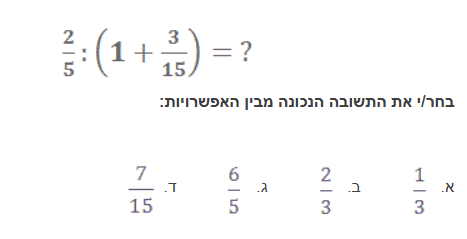 2/5 : (1 + 3/15) = ?
בחר/י את התשובה הנכונה מבין האפשרויות:
א. 1/3 ב. 2/3 ג. 6/5 ד. 7/15